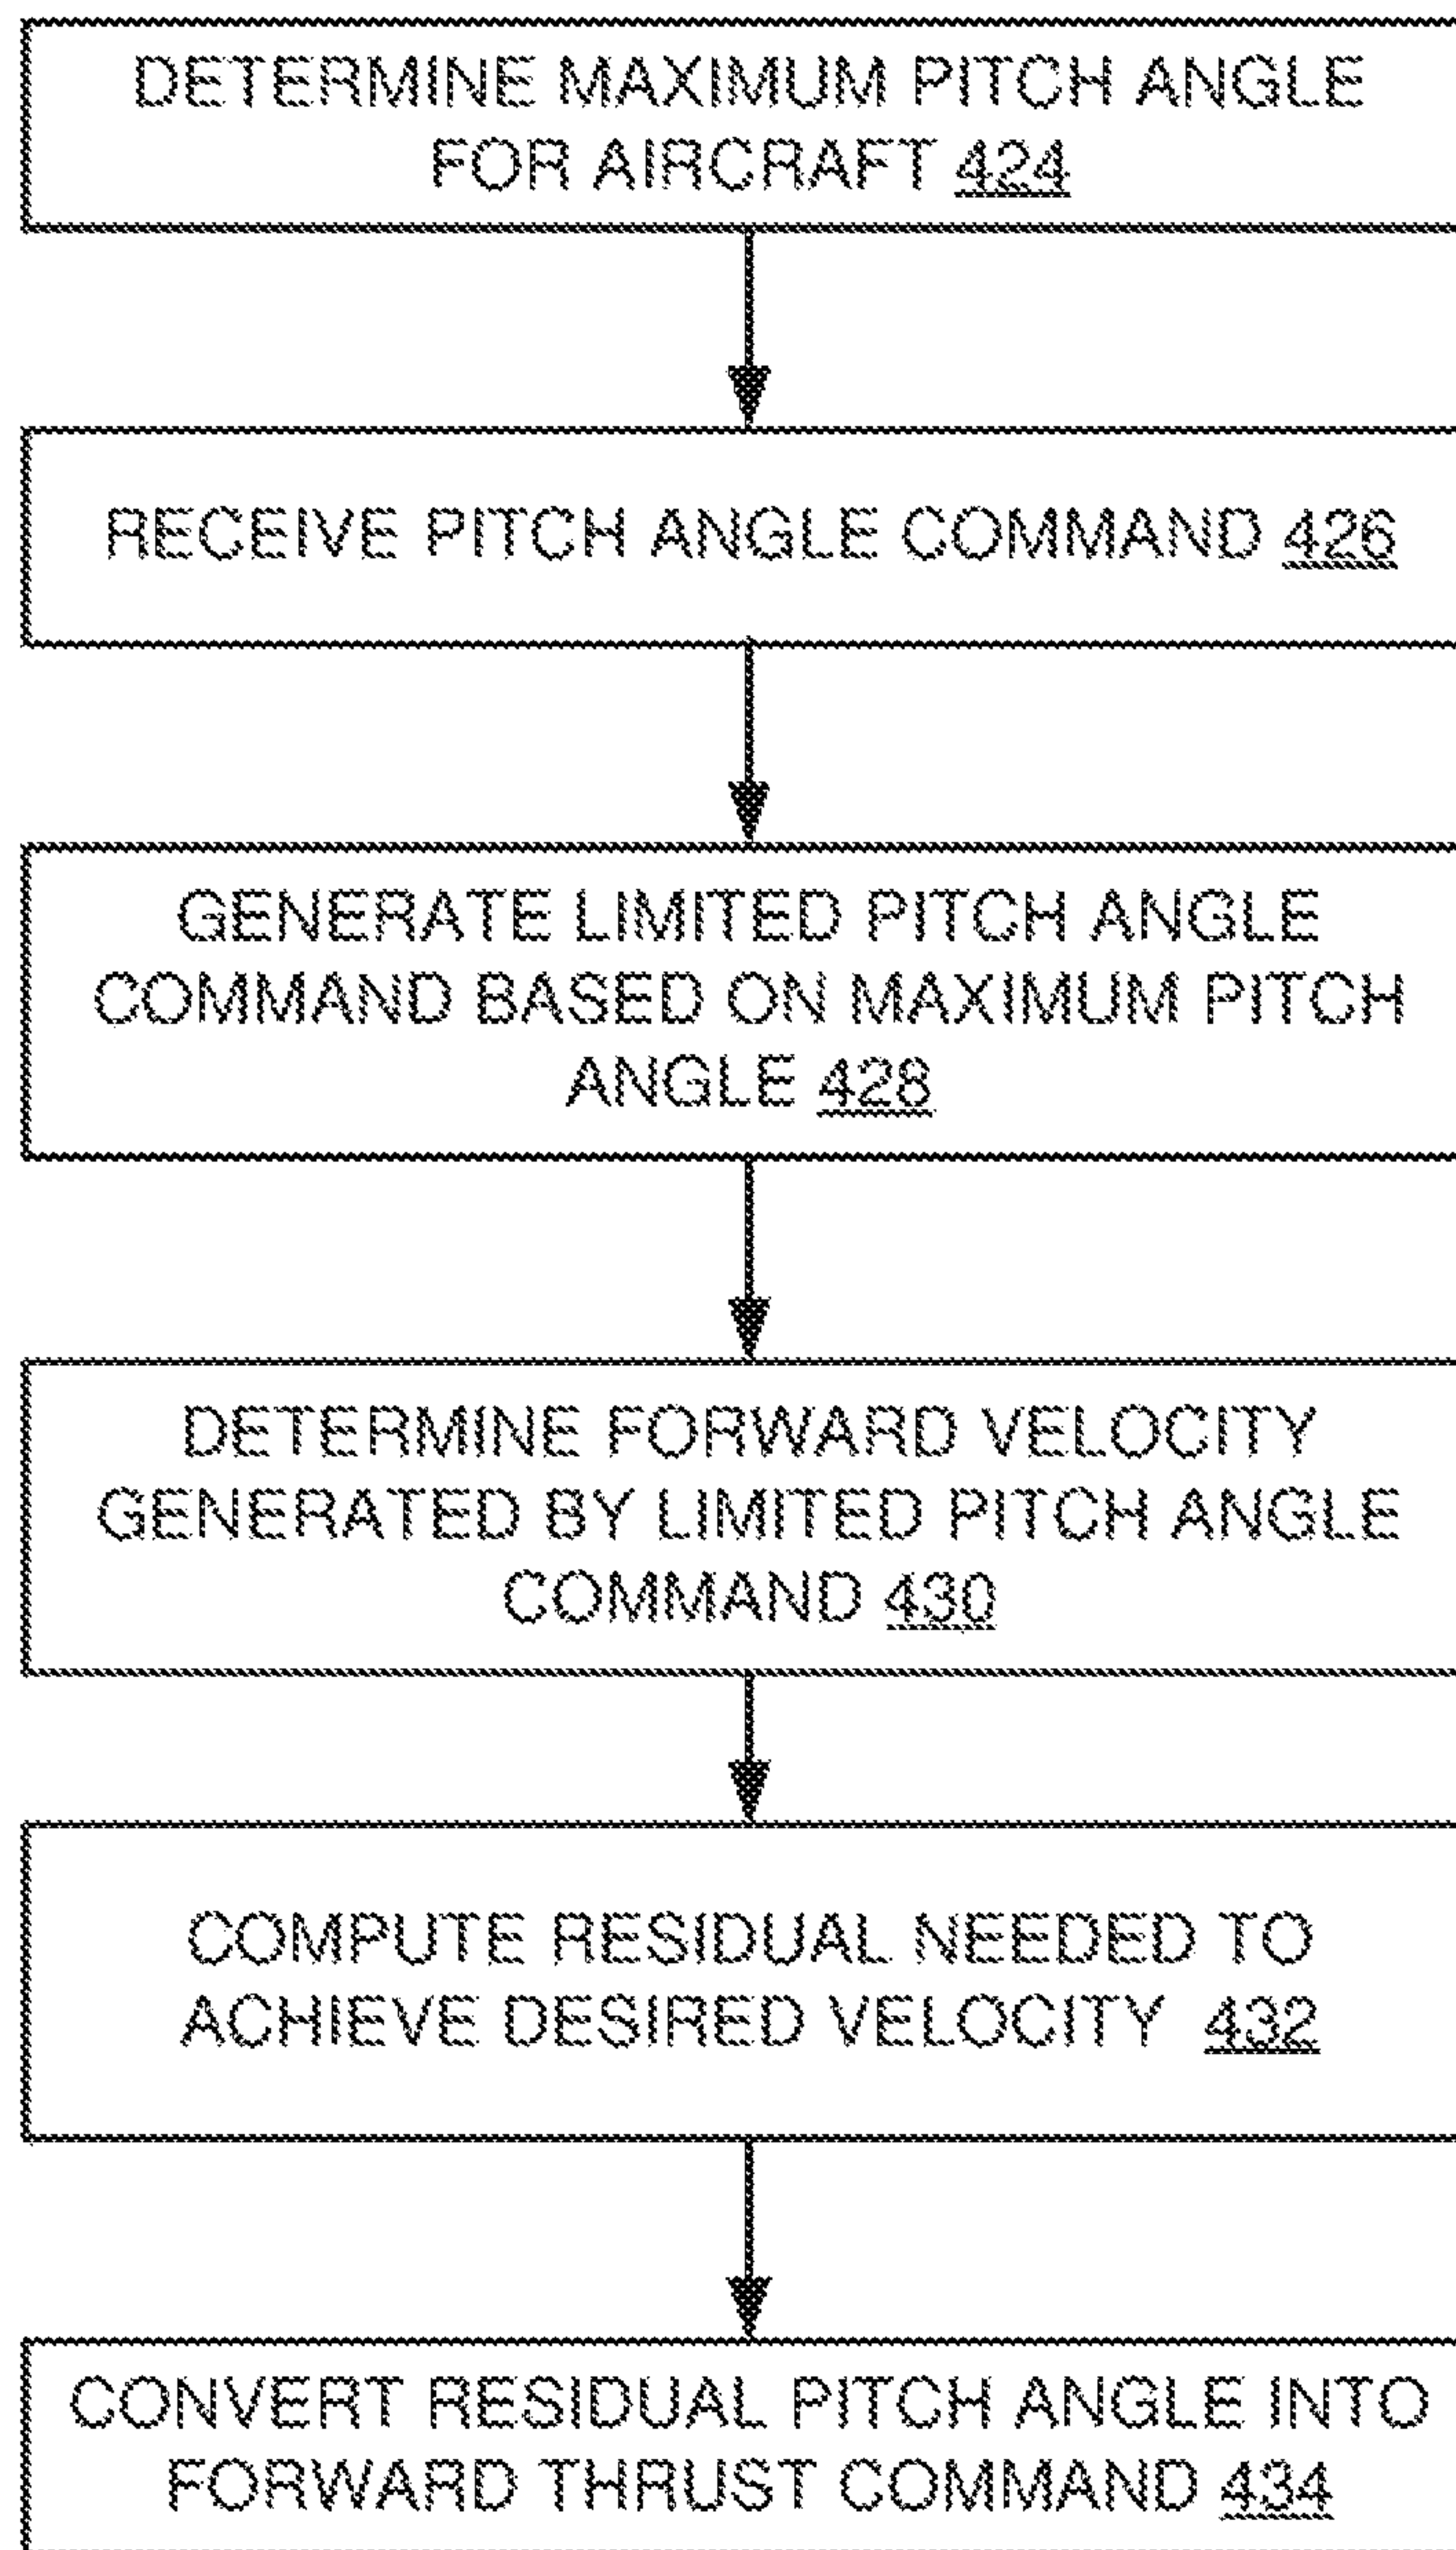 DETERMINE MAXIMUM PITCH ANGLE
FOR AIRCRAFT 424
RECEIVE PITCH ANGLE COMMAND 426
GENERATE LIMITED PITCH ANGLE
COMMAND BASED ON MAXIMUM PITCH
ANGLE 428
DETERMINE FORWARD VELOCITY
GENERATED BY LIMITED PITCH ANGLE
COMMAND 430
COMPUTE RESIDUAL NEEDED TO
ACHIEVE DESIRED VELOCITY 432
CONVERT RESIDUAL PITCH ANGLE INTO
FORWARD THRUST COMMAND 434